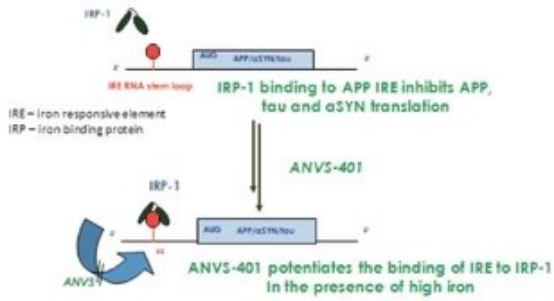 IRP-1
AUG APP/aSYN/tau
5' 3'
IRE RNA stem loop
IRP-1 binding to APP IRE inhibits APP,
tau and aSYN translation
IRE – iron responsive element
IRP – iron binding protein
ANVS-401
IRP-1
AUG APP/aSYN/tau
ANVS-
ANVS-401 potentiates the binding of IRE to IRP-1
In the presence of high iron